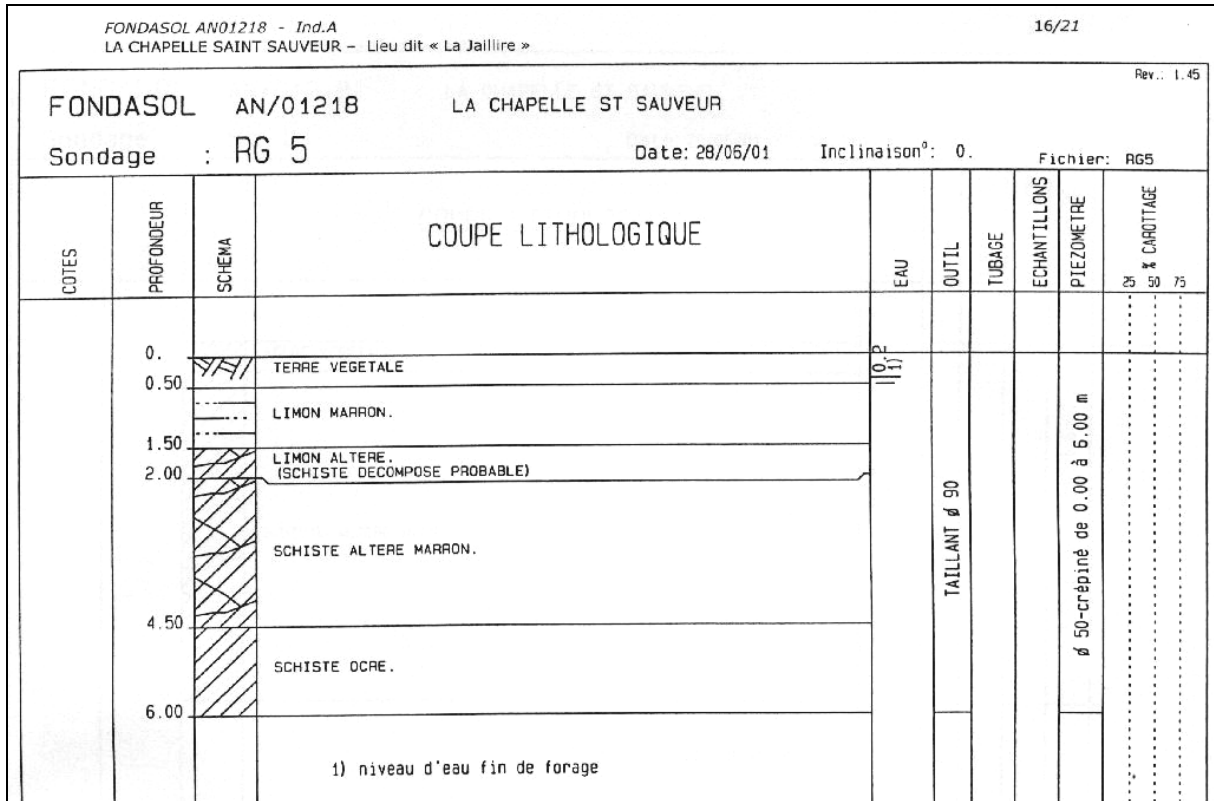 FONDASOL AN01218 - Ind.A 16/21
LA CHAPELLE SAINT SAUVEUR – Lieu dit « La Jaillire »
Rev.: 1.45
FONDASOL AN/01218 LA CHAPELLE ST SAUVEUR
Sondage : RG 5 Date: 28/06/01 Inclinaison°: 0. Fichier: RG5
COTES PROFONDEUR SCHEMA COUPE LITHOLOGIQUE EAU OUTIL TUBAGE ECHANTILLONS PIEZOMETRE % CAROTTAGE
25 50 75
0.
TERRE VEGETALE
0.2
1)
0.50
LIMON MARRON.
1.50
LIMON ALTERE.
(SCHISTE DECOMPOSE PROBABLE)
2.00
SCHISTE ALTERE MARRON.
TAILLANT ø 90
ø 50-crépiné de 0.00 à 6.00 m
4.50
SCHISTE OCRE.
6.00
1) niveau d'eau fin de forage